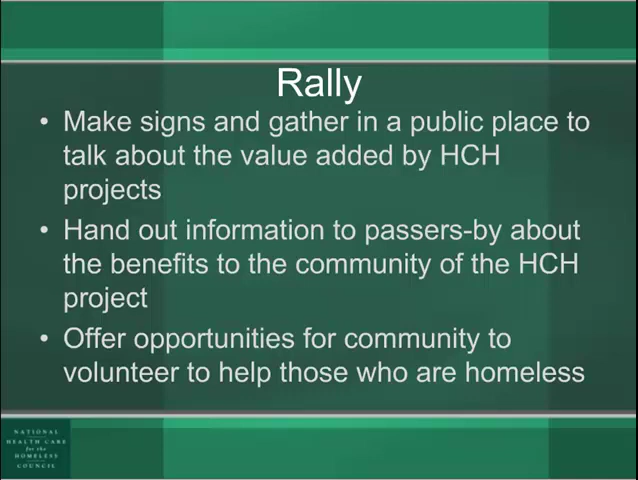 Rally
• Make signs and gather in a public place to
talk about the value added by HCH
projects
• Hand out information to passers-by about
the benefits to the community of the HCH
project
• Offer opportunities for community to
volunteer to help those who are homeless
NATIONAL
HEALTH CARE
for the
HOMELESS
COUNCIL